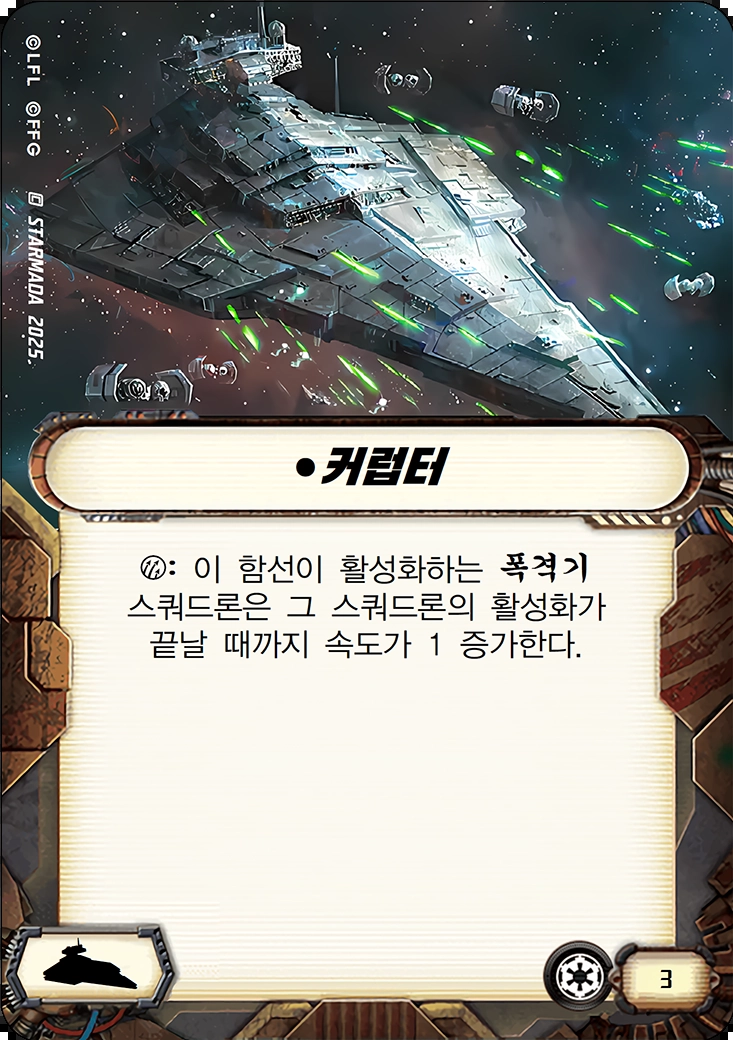 ©LFL ©FFG
STARMADA 2025.
•커럽터
: 이 함선이 활성화하는 폭격기
스쿼드론은 그 스쿼드론의 활성화가
끝날 때까지 속도가 1 증가한다.
3